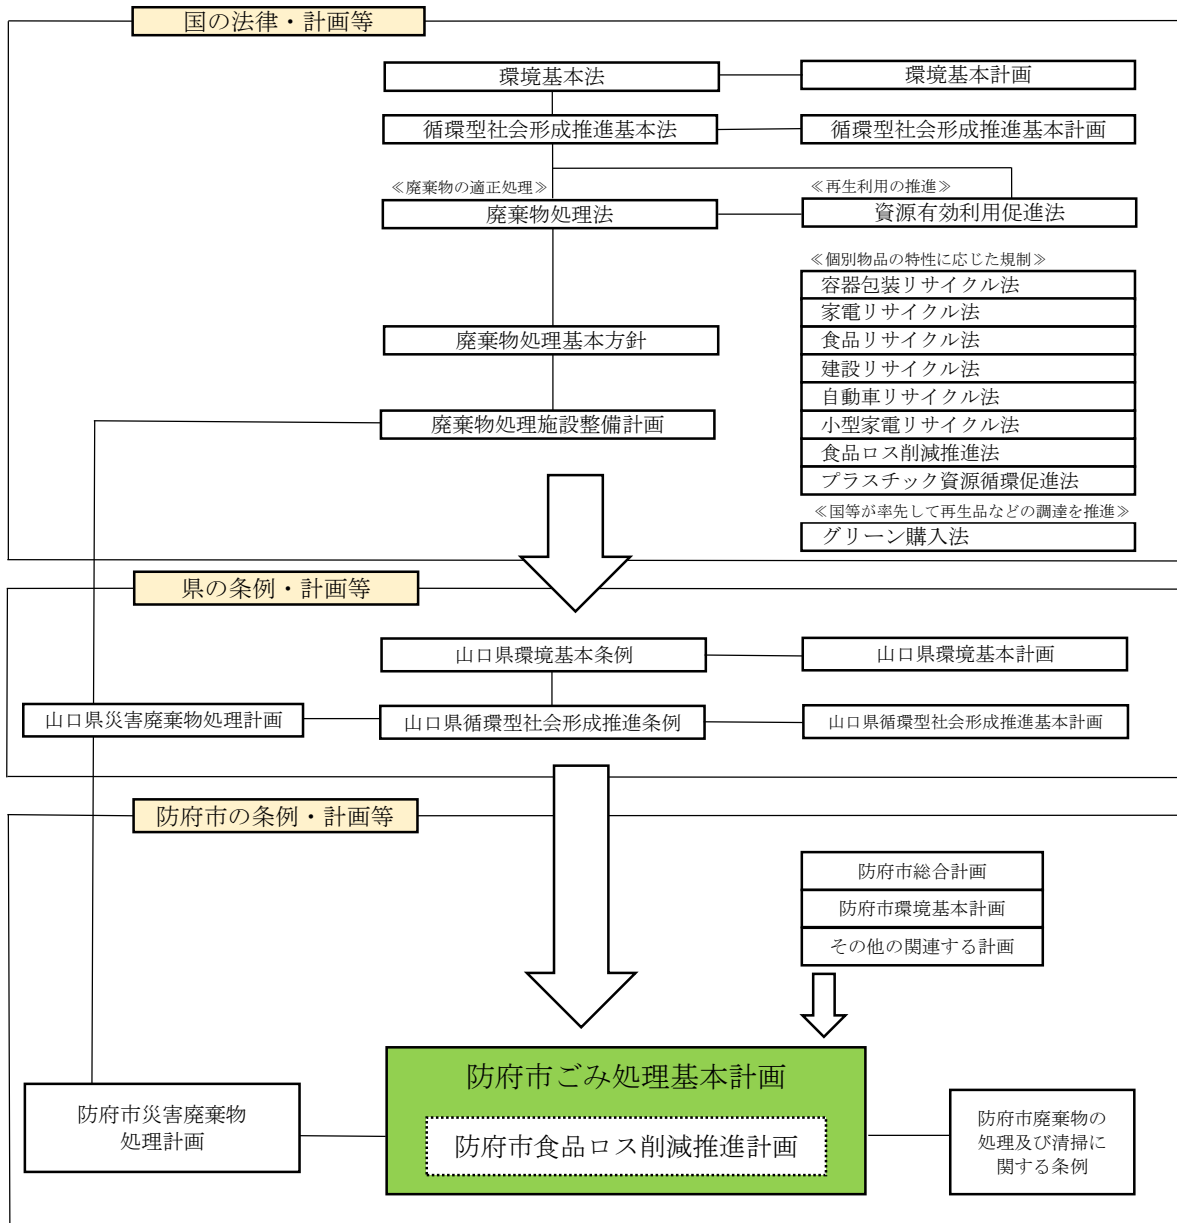 国の法律・計画等
環境基本法
環境基本計画
循環型社会形成推進基本法
循環型社会形成推進基本計画
≪廃棄物の適正処理≫
≪再生利用の推進≫
廃棄物処理法
資源有効利用促進法
≪個別物品の特性に応じた規制≫
容器包装リサイクル法
家電リサイクル法
食品リサイクル法
廃棄物処理基本方針
建設リサイクル法
自動車リサイクル法
廃棄物処理施設整備計画
小型家電リサイクル法
食品ロス削減推進法
プラスチック資源循環促進法
≪国等が率先して再生品などの調達を推進≫
グリーン購入法
県の条例・計画等
山口県環境基本条例
山口県環境基本計画
山口県災害廃棄物処理計画
山口県循環型社会形成推進条例
山口県循環型社会形成推進基本計画
防府市の条例・計画等
防府市総合計画
防府市環境基本計画
その他の関連する計画
防府市ごみ処理基本計画
防府市食品ロス削減推進計画
防府市災害廃棄物
処理計画
防府市廃棄物の
処理及び清掃に
関する条例